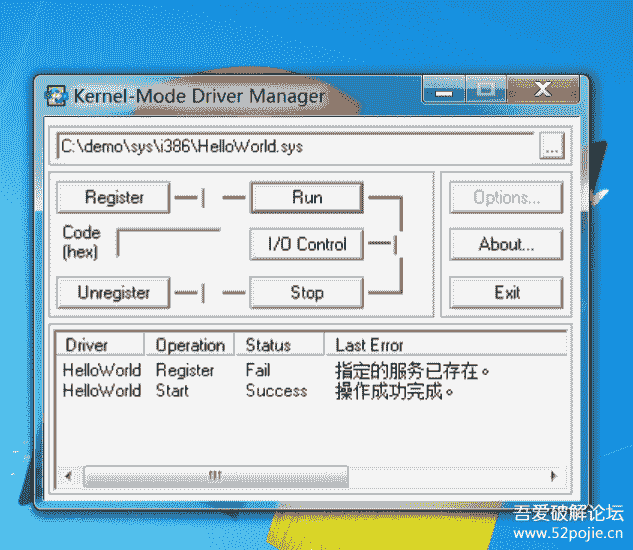 Kernel-Mode Driver Manager
C:\demo\sys\i386\HelloWorld.sys
...
Register
Run
Options...
Code
(hex)
I/O Control
About...
Unregister
Stop
Exit
Driver Operation Status Last Error
HelloWorld Register Fail 指定的服务已存在。
HelloWorld Start Success 操作成功完成。
吾爱破解论坛
www.52pojie.cn